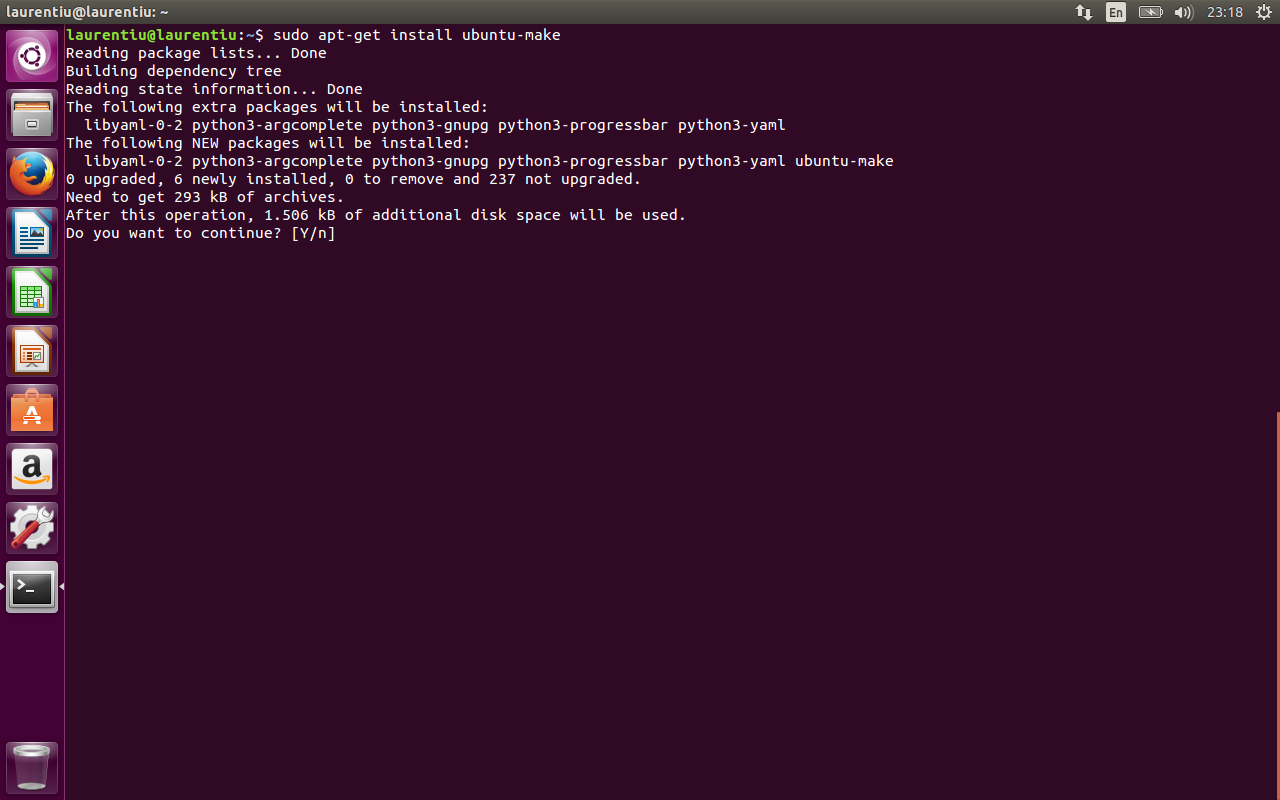 laurentiu@laurentiu: ~
En
23:18
laurentiu@laurentiu:~$ sudo apt-get install ubuntu-make
Reading package lists... Done
Building dependency tree
Reading state information... Done
The following extra packages will be installed:
  libyaml-0-2 python3-argcomplete python3-gnupg python3-progressbar python3-yaml
The following NEW packages will be installed:
  libyaml-0-2 python3-argcomplete python3-gnupg python3-progressbar python3-yaml ubuntu-make
0 upgraded, 6 newly installed, 0 to remove and 237 not upgraded.
Need to get 293 kB of archives.
After this operation, 1.506 kB of additional disk space will be used.
Do you want to continue? [Y/n]
A
a
>_